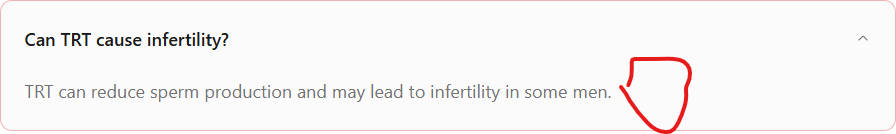 Can TRT cause infertility?
TRT can reduce sperm production and may lead to infertility in some men.